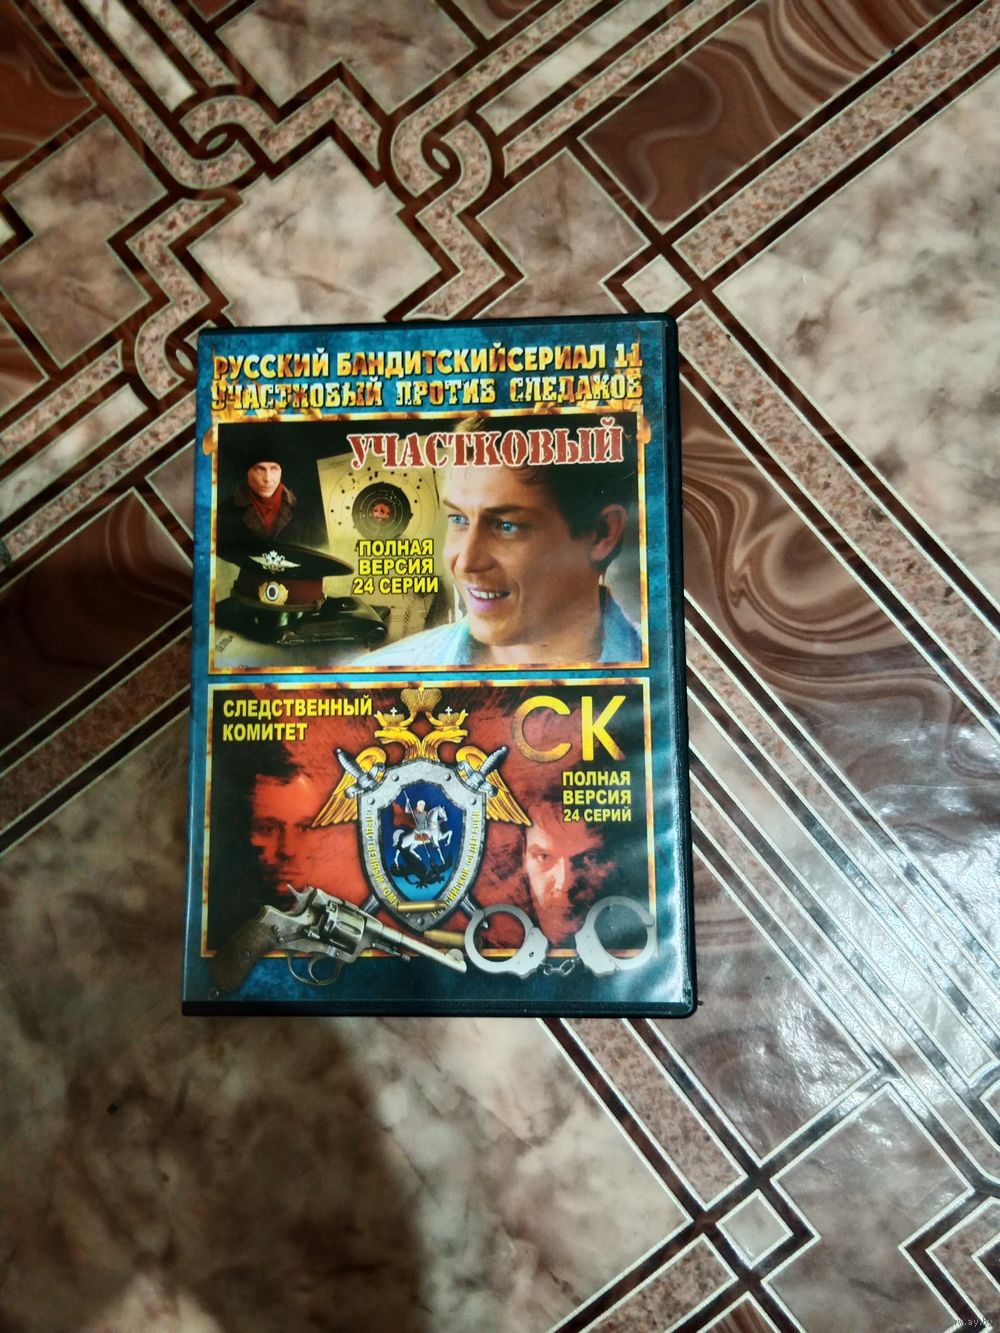 РУССКИЙ БАНДИТСКИЙСЕРИАЛ 11
УЧАСТКОВЫЙ ПРОТИВ СЛЕДАКОВ
УЧАСТКОВЫЙ
ПОЛНАЯ
ВЕРСИЯ
24 СЕРИИ
СЛЕДСТВЕННЫЙ
КОМИТЕТ
СК
ПОЛНАЯ
ВЕРСИЯ
24 СЕРИЙ